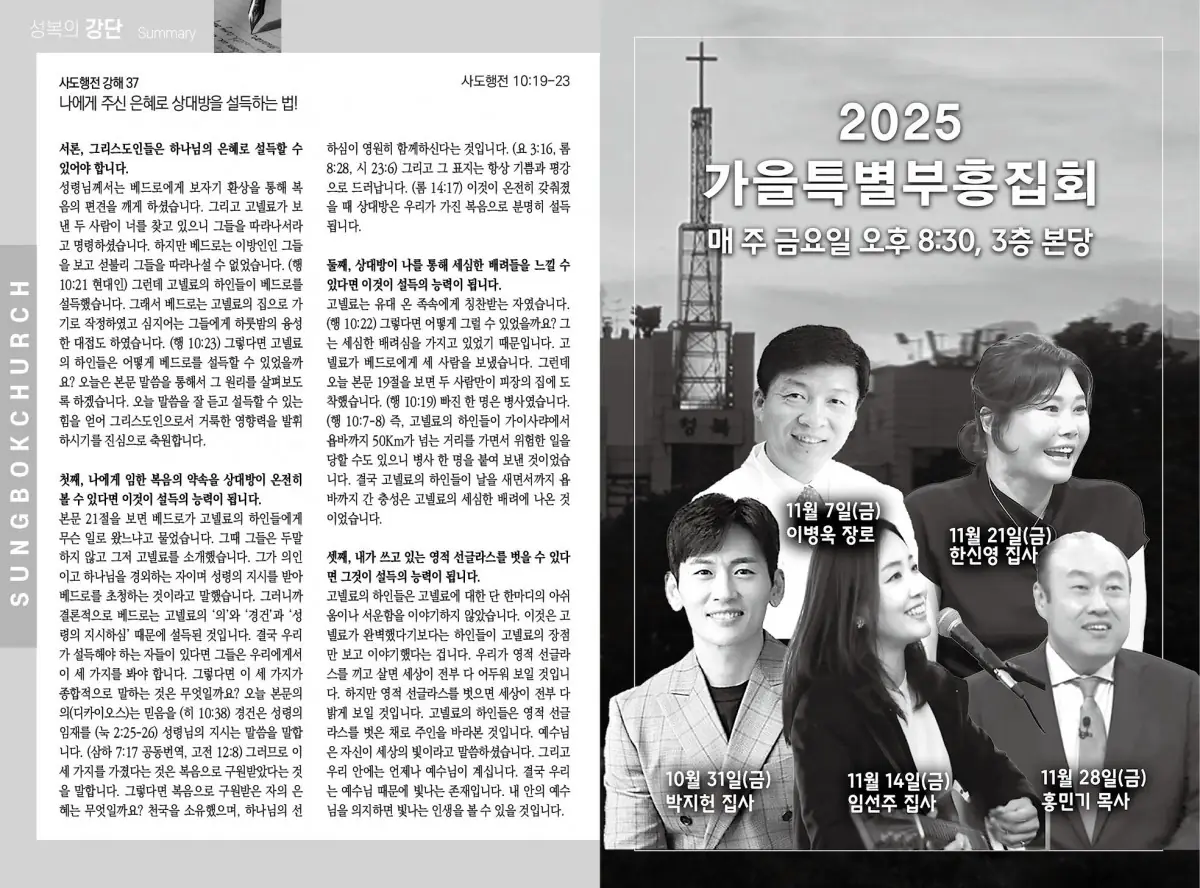 성복의 강단 Summary
사도행전 강해 37
사도행전 10:19-23
나에게 주신 은혜로 상대방을 설득하는 법!
서론, 그리스도인들은 하나님의 은혜로 설득할 수
있어야 합니다.
성령님께서는 베드로에게 보자기 환상을 통해 복
음의 편견을 깨게 하셨습니다. 그리고 고넬료가 보
낸 두 사람이 너를 찾고 있으니 그들을 따라나서라
고 명령하셨습니다. 하지만 베드로는 이방인인 그들
을 보고 선불리 그들을 따라나설 수 없었습니다. (행
10:21 현대인) 그런데 고넬료의 하인들이 베드로를
설득했습니다. 그래서 베드로는 고넬료의 집으로 가
기로 작정하였고 심지어는 그들에게 하룻밤의 융성
한 대접도 하였습니다. (행 10:23) 그렇다면 고넬료
의 하인들은 어떻게 베드로를 설득할 수 있었을까
요? 오늘은 본문 말씀을 통해서 그 원리를 살펴보도
록 하겠습니다. 오늘 말씀을 잘 듣고 설득할 수 있는
힘을 얻어 그리스도인으로서 거룩한 영향력을 발휘
하시기를 진심으로 축원합니다.
첫째, 나에게 임한 복음의 약속을 상대방이 온전히
볼 수 있다면 이것이 설득의 능력이 됩니다.
본문 21절을 보면 베드로가 고넬료의 하인들에게
무슨 일로 왔느냐고 물었습니다. 그때 그들은 두말
하지 않고 그저 고넬료를 소개했습니다. 그가 의인
이고 하나님을 경외하는 자이며 성령의 지시를 받아
베드로를 초청하는 것이라고 말했습니다. 그러니까
결론적으로 베드로는 고넬료의 ‘의’와 ‘경건’과 ‘성
령의 지시하심’ 때문에 설득된 것입니다. 결국 우리
가 설득해야 하는 자들이 있다면 그들은 우리에게서
이 세 가지를 봐야 합니다. 그렇다면 이 세 가지가
종합적으로 말하는 것은 무엇일까요? 오늘 본문의
의(디카이오스)는 믿음을 (히 10:38) 경건은 성령의
임재를 (눅 2:25-26) 성령님의 지시는 말씀을 말합
니다. (삼하 7:17 공동번역, 고전 12:8) 그러므로 이
세 가지를 가졌다는 것은 복음으로 구원받았다는 것
을 말합니다. 그렇다면 복음으로 구원받은 자의 은
혜는 무엇일까요? 천국을 소유했으며, 하나님의 선
하심이 영원히 함께하신다는 것입니다. (요 3:16, 롬
8:28, 시 23:6) 그리고 그 표지는 항상 기쁨과 평강
으로 드러납니다. (롬 14:17) 이것이 온전히 갖춰졌
을 때 상대방은 우리가 가진 복음으로 분명히 설득
됩니다.
둘째, 상대방이 나를 통해 세심한 배려들을 느낄 수
있다면 이것이 설득의 능력이 됩니다.
고넬료는 유대 온 족속에게 칭찬받는 자였습니다.
(행 10:22) 그렇다면 어떻게 그럴 수 있었을까요? 그
는 세심한 배려심을 가지고 있었기 때문입니다. 고
넬료가 베드로에게 세 사람을 보냈습니다. 그런데
오늘 본문 19절을 보면 두 사람만이 피장의 집에 도
착했습니다. (행 10:19) 빠진 한 명은 병사였습니다.
(행 10:7-8) 즉, 고넬료의 하인들이 가이사랴에서
욥바까지 50Km가 넘는 거리를 가면서 위험한 일을
당할 수도 있으니 병사 한 명을 붙여 보낸 것이었습
니다. 결국 고넬료의 하인들이 날을 새면서까지 욥
바까지 간 충성은 고넬료의 세심한 배려에 나온 것
이었습니다.
셋째, 내가 쓰고 있는 영적 선글라스를 벗을 수 있다
면 그것이 설득의 능력이 됩니다.
고넬료의 하인들은 고넬료에 대한 단 한마디의 아쉬
움이나 서운함을 이야기하지 않았습니다. 이것은 고
넬료가 완벽했다기보다는 하인들이 고넬료의 장점
만 보고 이야기했다는 겁니다. 우리가 영적 선글라
스를 끼고 살면 세상이 전부 다 어두워 보일 것입니
다. 하지만 영적 선글라스를 벗으면 세상이 전부 다
밝게 보일 것입니다. 고넬료의 하인들은 영적 선글
라스를 벗은 채로 주인을 바라본 것입니다. 예수님
은 자신이 세상의 빛이라고 말씀하셨습니다. 그리고
우리 안에는 언제나 예수님이 계십니다. 결국 우리
는 예수님 때문에 빛나는 존재입니다. 내 안의 예수
님을 의지하면 빛나는 인생을 볼 수 있을 것입니다.
SUNGBOKCHURCH
2025
가을특별부흥집회
매 주 금요일 오후 8:30, 3층 본당
성복
11월 7일(금)
이병욱 장로
11월 21일(금)
한신영 집사
10월 31일(금)
박지헌 집사
11월 14일(금)
임선주 집사
11월 28일(금)
홍민기 목사